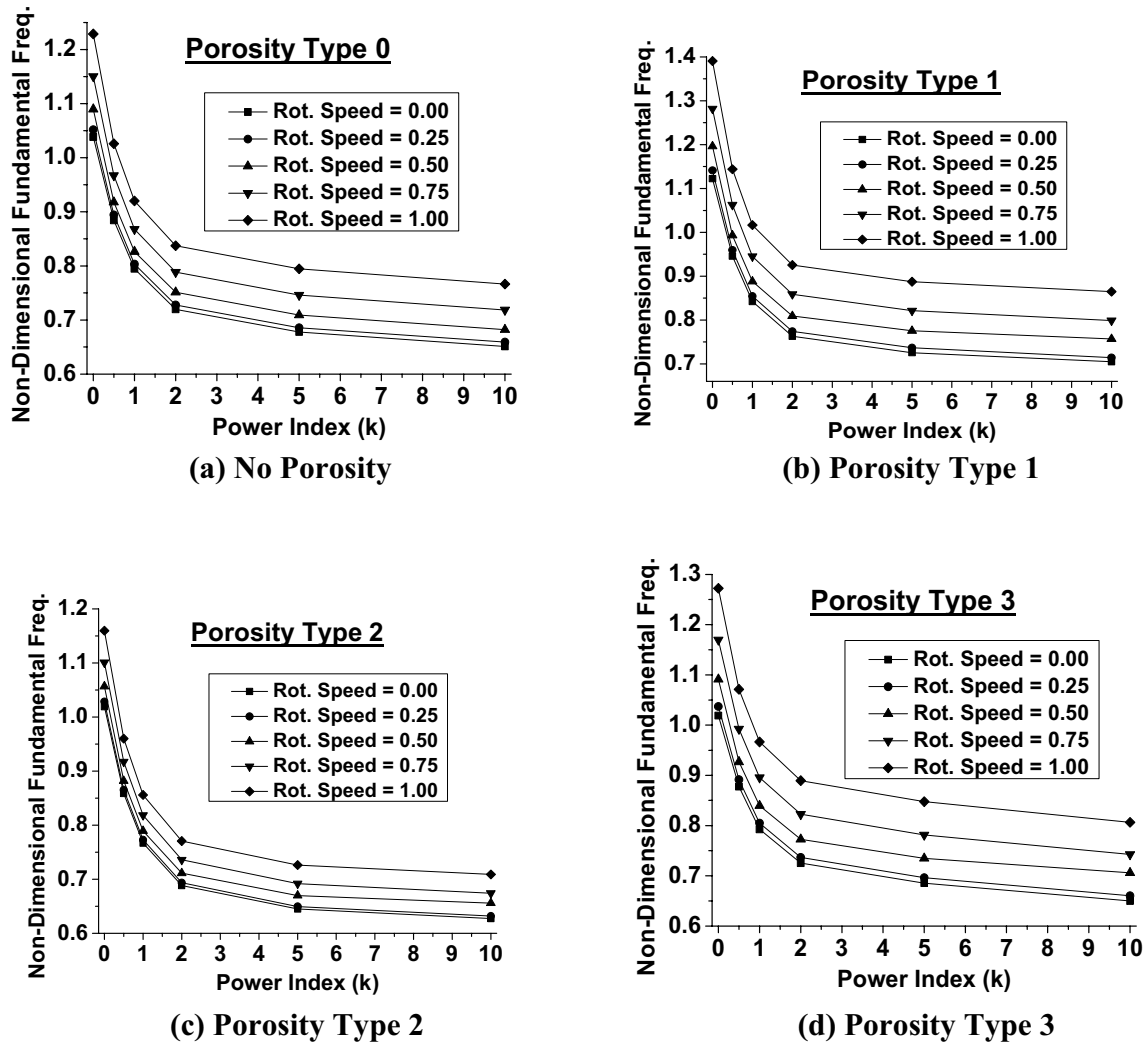 Non-Dimensional Fundamental Freq.
Porosity Type 0
Rot. Speed = 0.00
Rot. Speed = 0.25
Rot. Speed = 0.50
Rot. Speed = 0.75
Rot. Speed = 1.00
1.2
1.1
1.0
0.9
0.8
0.7
0.6
0 1 2 3 4 5 6 7 8 9 10
Power Index (k)
(a) No Porosity
Non-Dimensional Fundamental Freq.
Porosity Type 1
Rot. Speed = 0.00
Rot. Speed = 0.25
Rot. Speed = 0.50
Rot. Speed = 0.75
Rot. Speed = 1.00
1.4
1.3
1.2
1.1
1.0
0.9
0.8
0.7
0 1 2 3 4 5 6 7 8 9 10
Power Index (k)
(b) Porosity Type 1
Non-Dimensional Fundamental Freq.
Porosity Type 2
Rot. Speed = 0.00
Rot. Speed = 0.25
Rot. Speed = 0.50
Rot. Speed = 0.75
Rot. Speed = 1.00
1.2
1.1
1.0
0.9
0.8
0.7
0.6
0 1 2 3 4 5 6 7 8 9 10
Power Index (k)
(c) Porosity Type 2
Non-Dimensional Fundamental Freq.
Porosity Type 3
Rot. Speed = 0.00
Rot. Speed = 0.25
Rot. Speed = 0.50
Rot. Speed = 0.75
Rot. Speed = 1.00
1.3
1.2
1.1
1.0
0.9
0.8
0.7
0.6
0 1 2 3 4 5 6 7 8 9 10
Power Index (k)
(d) Porosity Type 3